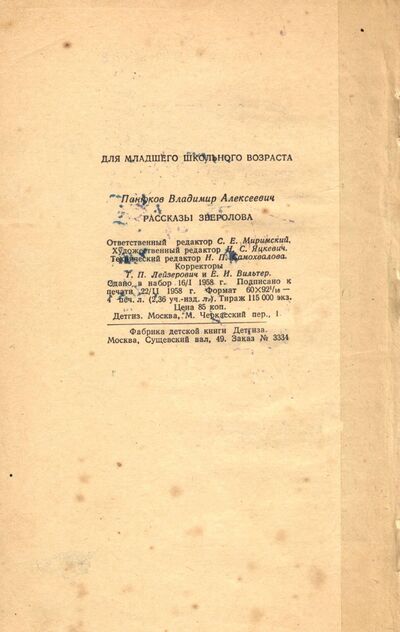 ДЛЯ МЛАДШЕГО ШКОЛЬНОГО ВОЗРАСТА
Панюков Владимир Алексеевич
РАССКАЗЫ ЗВЕРОЛОВА
Ответственный редактор С. Е. Миримский.
Художественный редактор Н. С. Яцкевич.
Технический редактор Н. П. Самохвалова.
Корректоры
Т. П. Лейзерович и Е. И. Вильтер.
Сдано в набор 16/I 1958 г. Подписано к
печати 22/II 1958 г. Формат 60×92¹/₁₆ —
4 печ. л. (2,36 уч.-изд. л.). Тираж 115 000 экз.
Цена 85 коп.
Детгиз. Москва, М. Черкасский пер., 1
Фабрика детской книги Детгиза.
Москва, Сущевский вал, 49. Заказ № 3334